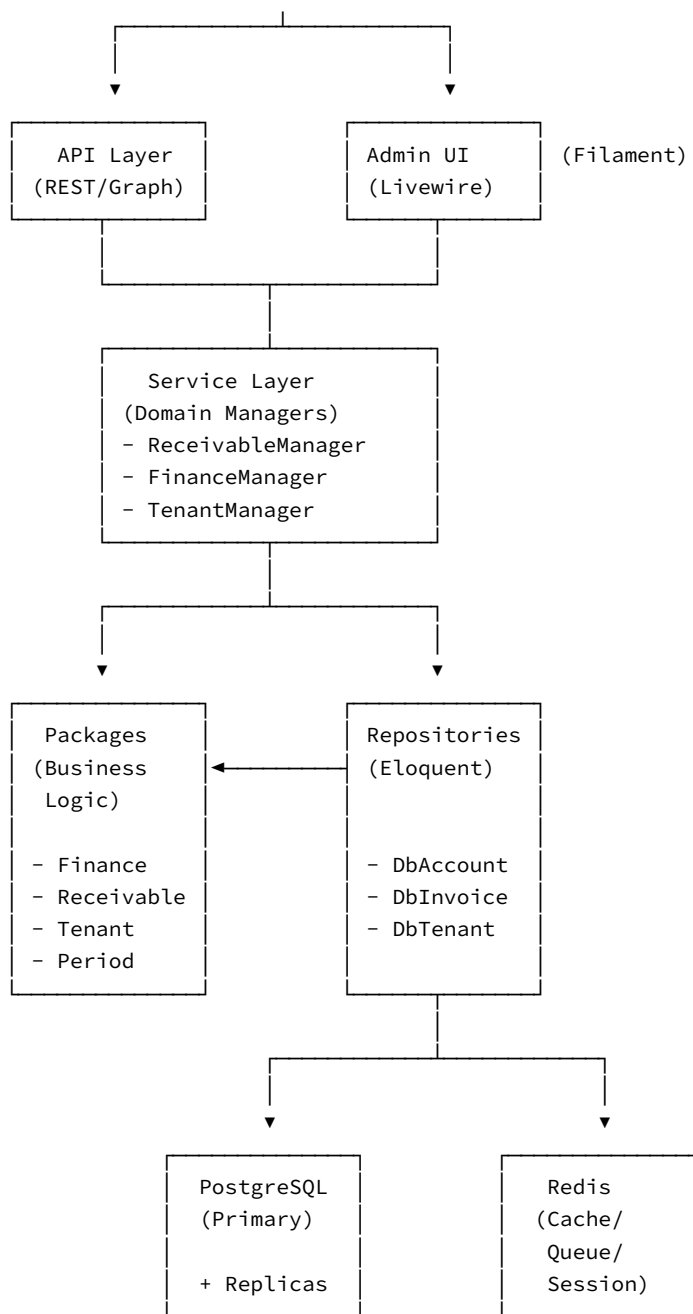 API Layer
(REST/Graph)
Admin UI
(Livewire)
(Filament)
Service Layer
(Domain Managers)
- ReceivableManager
- FinanceManager
- TenantManager
Packages
(Business
Logic)
- Finance
- Receivable
- Tenant
- Period
Repositories
(Eloquent)
- DbAccount
- DbInvoice
- DbTenant
PostgreSQL
(Primary)
+ Replicas
Redis
(Cache/
Queue/
Session)